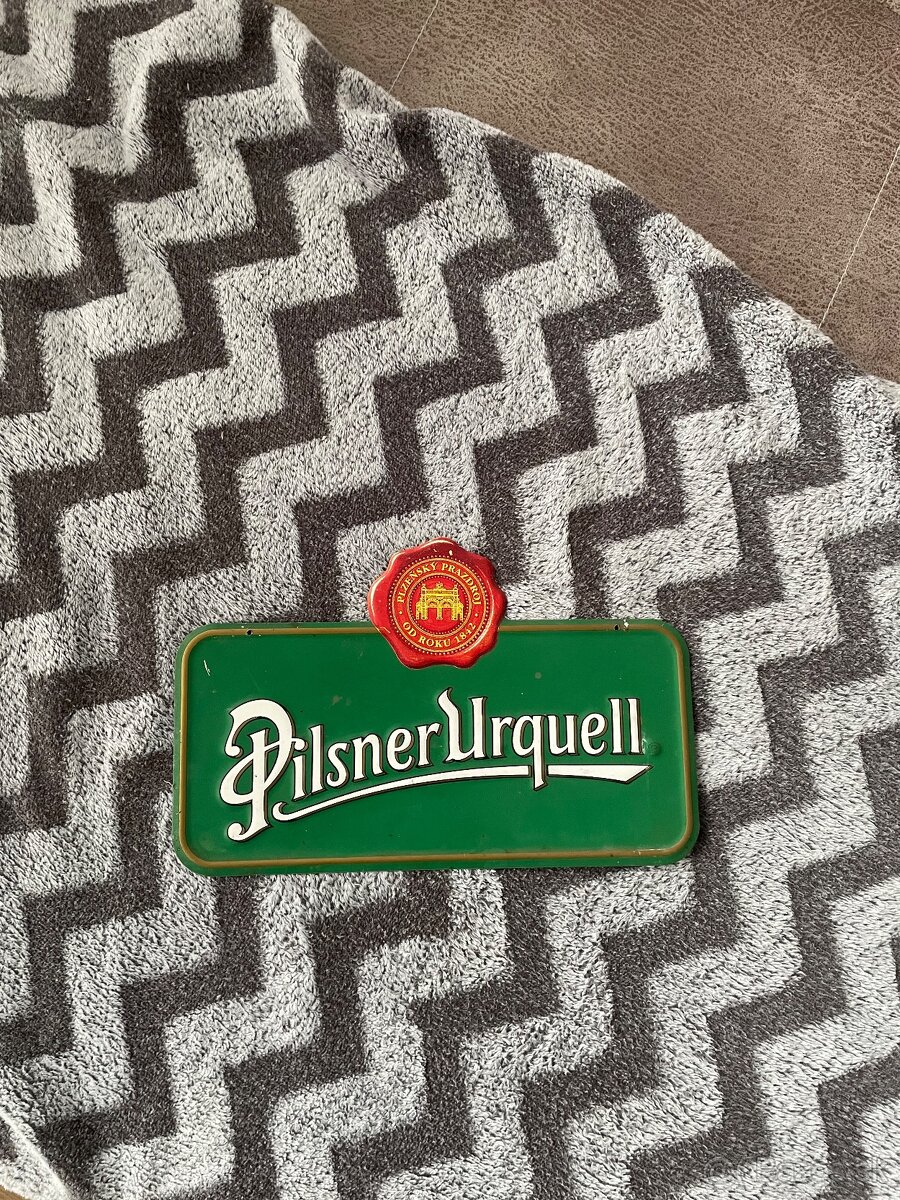 PLZEŇSKÝ PRAZDROJ
OD ROKU 1842
Pilsner Urquell